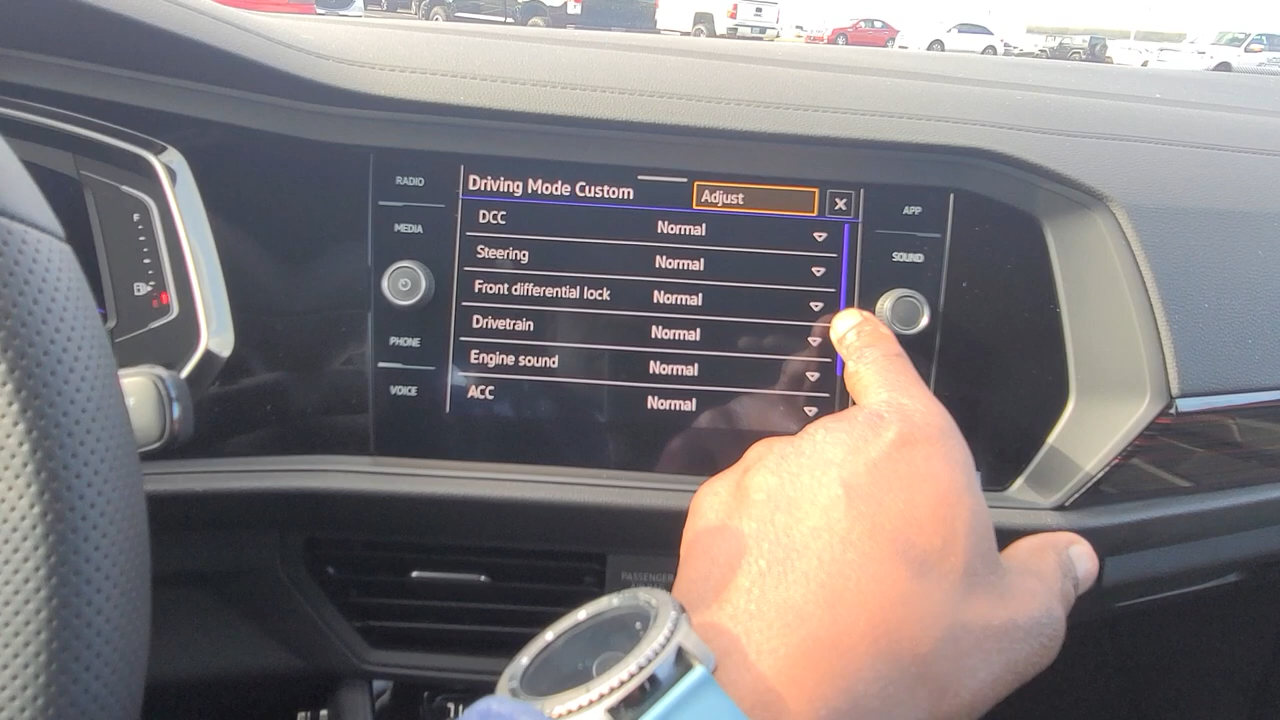 RADIO
MEDIA
PHONE
VOICE
Driving Mode Custom
Adjust
X
DCC Normal
Steering Normal
Front differential lock Normal
Drivetrain Normal
Engine sound Normal
ACC Normal
APP
SOUND
F
PASSENGER